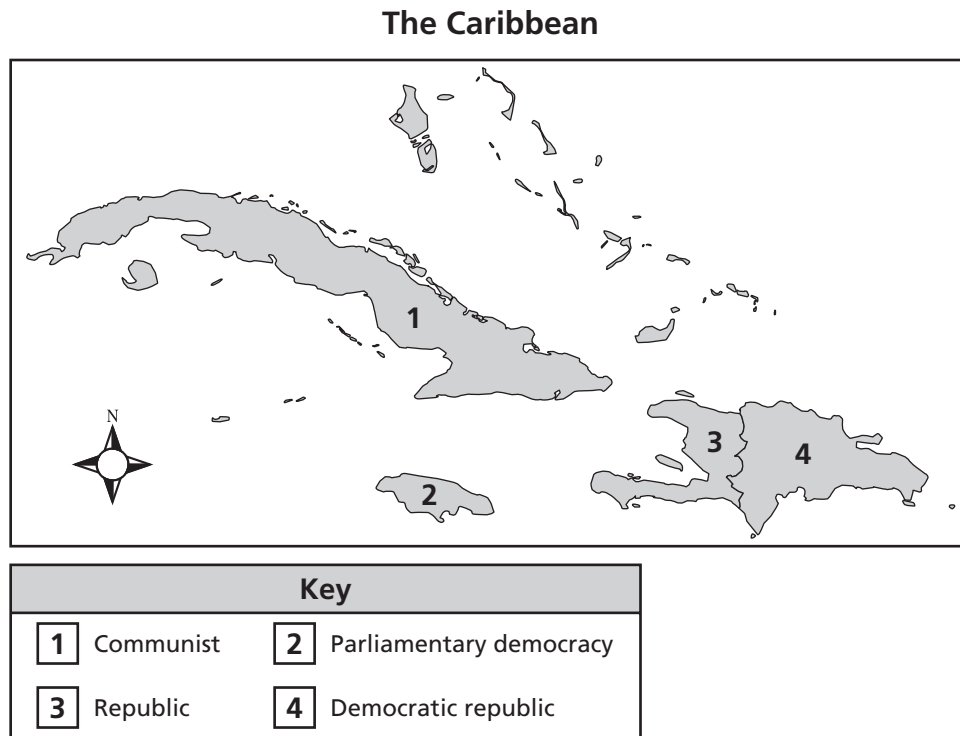 The Caribbean
1
N
3
4
2
Key
1 Communist 2 Parliamentary democracy
3 Republic 4 Democratic republic